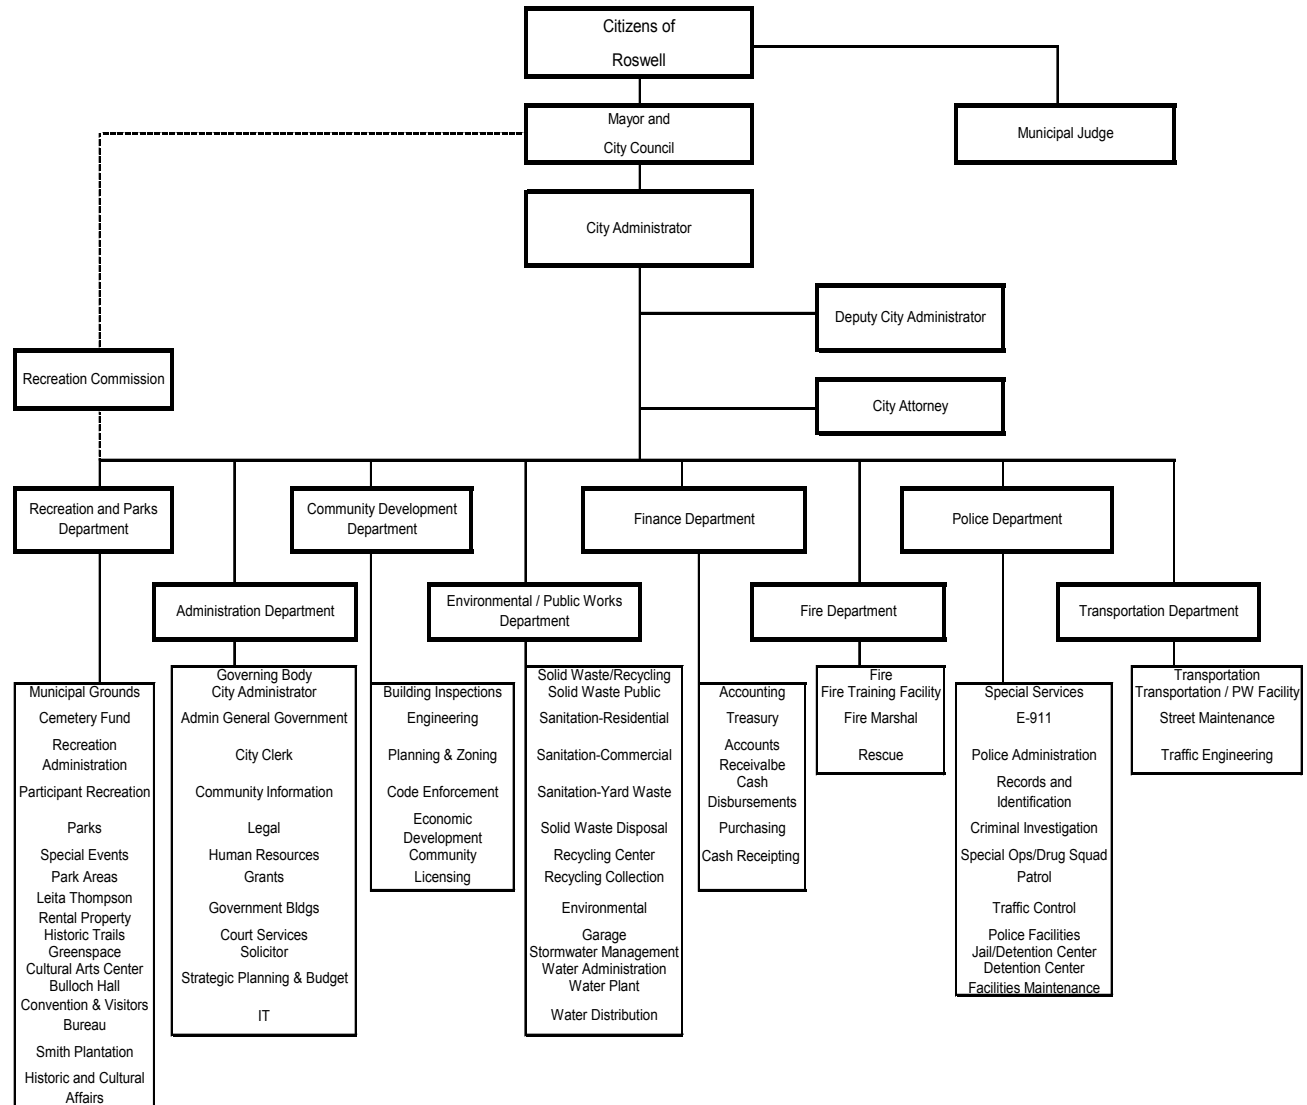 Citizens of
Roswell
Mayor and
City Council
Municipal Judge
City Administrator
Deputy City Administrator
Recreation Commission
City Attorney
Recreation and Parks
Department
Community Development
Department
Finance Department
Police Department
Administration Department
Environmental / Public Works
Department
Fire Department
Transportation Department
Municipal Grounds
Cemetery Fund
Recreation
Administration
Participant Recreation
Parks
Special Events
Park Areas
Leita Thompson
Rental Property
Historic Trails
Greenspace
Cultural Arts Center
Bulloch Hall
Convention & Visitors
Bureau
Smith Plantation
Historic and Cultural
Affairs
Governing Body
City Administrator
Admin General Government
City Clerk
Community Information
Legal
Human Resources
Grants
Government Bldgs
Court Services
Solicitor
Strategic Planning & Budget
IT
Building Inspections
Engineering
Planning & Zoning
Code Enforcement
Economic
Development
Community
Licensing
Solid Waste/Recycling
Solid Waste Public
Sanitation-Residential
Sanitation-Commercial
Sanitation-Yard Waste
Solid Waste Disposal
Recycling Center
Recycling Collection
Environmental
Garage
Stormwater Management
Water Administration
Water Plant
Water Distribution
Accounting
Treasury
Accounts
Receivalbe
Cash
Disbursements
Purchasing
Cash Receipting
Fire
Fire Training Facility
Fire Marshal
Rescue
Special Services
E-911
Police Administration
Records and
Identification
Criminal Investigation
Special Ops/Drug Squad
Patrol
Traffic Control
Police Facilities
Jail/Detention Center
Detention Center
Facilities Maintenance
Transportation
Transportation / PW Facility
Street Maintenance
Traffic Engineering